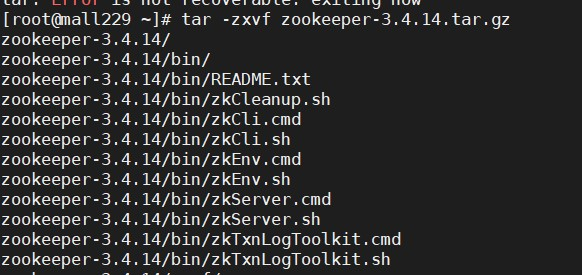 tar: Error is not recoverable: exiting now
[root@mall229 ~]# tar -zxvf zookeeper-3.4.14.tar.gz
zookeeper-3.4.14/
zookeeper-3.4.14/bin/
zookeeper-3.4.14/bin/README.txt
zookeeper-3.4.14/bin/zkCleanup.sh
zookeeper-3.4.14/bin/zkCli.cmd
zookeeper-3.4.14/bin/zkCli.sh
zookeeper-3.4.14/bin/zkEnv.cmd
zookeeper-3.4.14/bin/zkEnv.sh
zookeeper-3.4.14/bin/zkServer.cmd
zookeeper-3.4.14/bin/zkServer.sh
zookeeper-3.4.14/bin/zkTxnLogToolkit.cmd
zookeeper-3.4.14/bin/zkTxnLogToolkit.sh